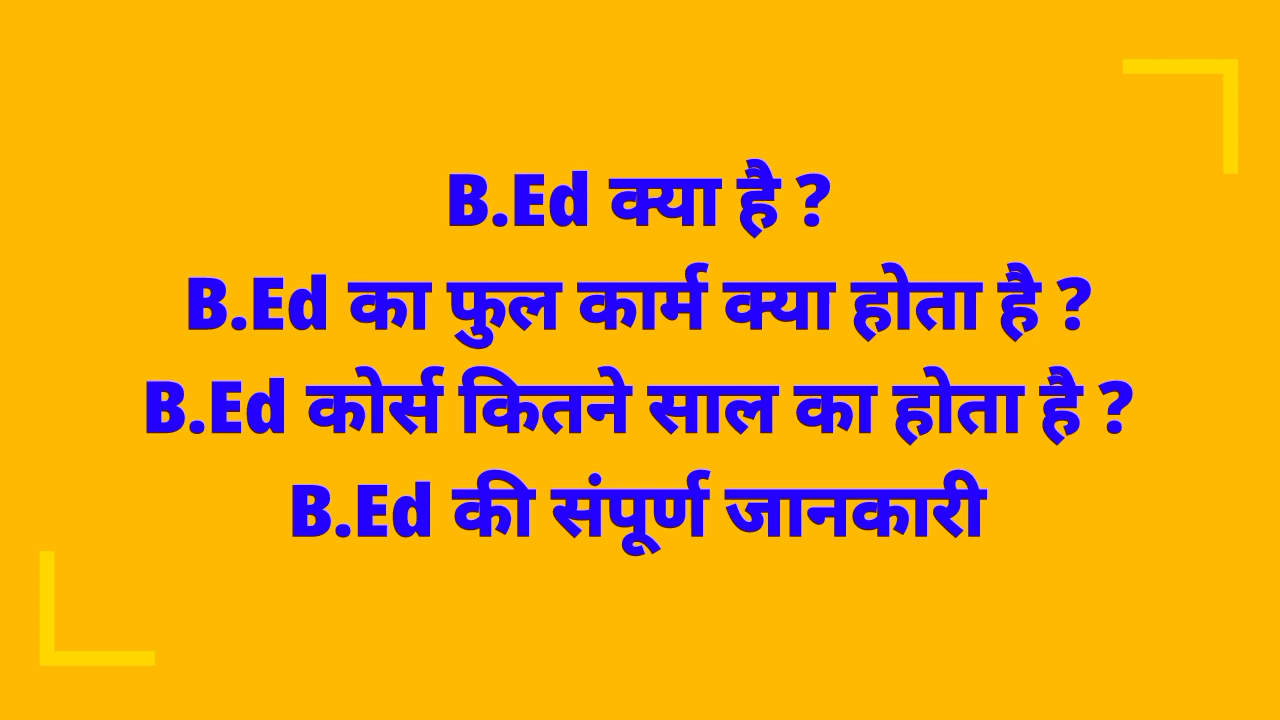 B.Ed क्या है ?
B.Ed का फुल कार्म क्या होता है ?
B.Ed कोर्स कितने साल का होता है ?
B.Ed की संपूर्ण जानकारी